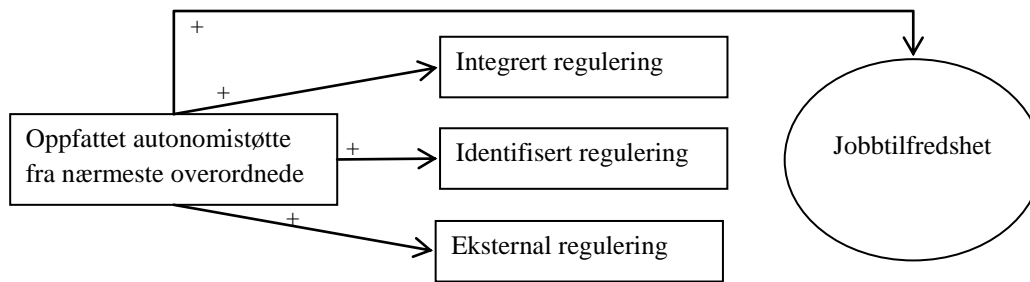 +
Integrert regulering
+
Oppfattet autonomistøtte
fra nærmeste overordnede
+
Identifisert regulering
Jobbtilfredshet
+
Eksternal regulering